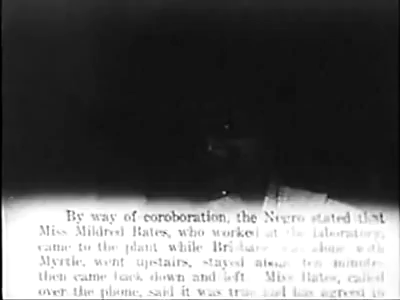 By way of coroboration, the Negro stated that
Miss Mildred Bates, who worked at the laboratory,
came to the plant while Brisbane was alone with
Myrtle, went upstairs, stayed about ten minutes
then came back down and left Miss Bates, called
over the phone, said it was true and has agreed to